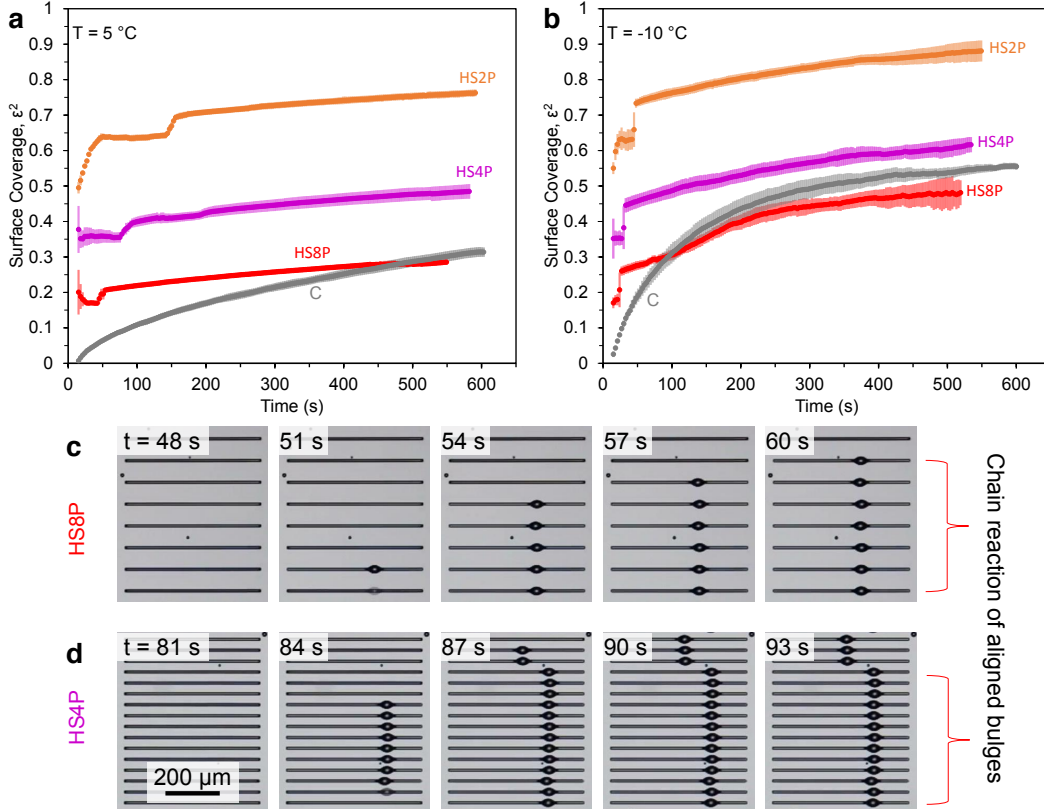 a
T = 5 °C
Surface Coverage, ε²
1
0.9
0.8
0.7
0.6
0.5
0.4
0.3
0.2
0.1
0
HS2P
HS4P
HS8P
C
0 100 200 300 400 500 600
Time (s)
b
T = -10 °C
Surface Coverage, ε²
1
0.9
0.8
0.7
0.6
0.5
0.4
0.3
0.2
0.1
0
HS2P
HS4P
HS8P
C
0 100 200 300 400 500 600
Time (s)
c
HS8P
t = 48 s 51 s 54 s 57 s 60 s
d
HS4P
t = 81 s 84 s 87 s 90 s 93 s
200 µm
Chain reaction of aligned bulges